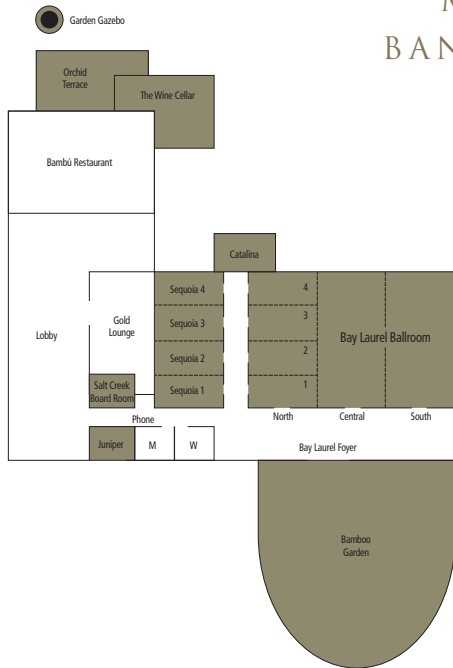 M
BAN
Garden Gazebo
Orchid
Terrace
The Wine Cellar
Bambú Restaurant
Catalina
Sequoia 4
4
Sequoia 3
3
Gold
Lounge
Lobby
Bay Laurel Ballroom
Sequoia 2
2
Salt Creek
Board Room
Sequoia 1
1
Phone
North
Central
South
Juniper
M
W
Bay Laurel Foyer
Bamboo
Garden